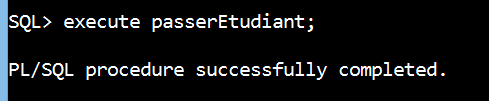 SQL> execute passerEtudiant;
PL/SQL procedure successfully completed.